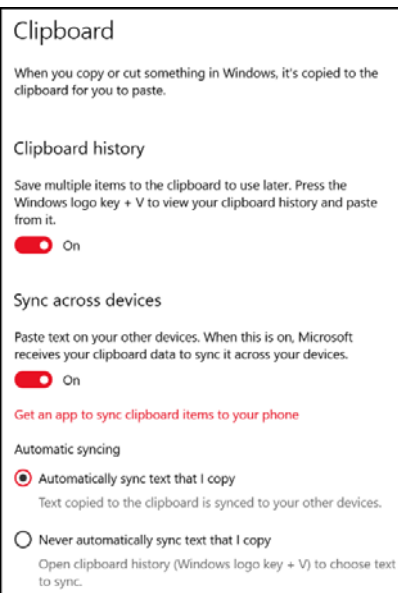 Clipboard
When you copy or cut something in Windows, it's copied to the
clipboard for you to paste.
Clipboard history
Save multiple items to the clipboard to use later. Press the
Windows logo key + V to view your clipboard history and paste
from it.
On
Sync across devices
Paste text on your other devices. When this is on, Microsoft
receives your clipboard data to sync it across your devices.
On
Get an app to sync clipboard items to your phone
Automatic syncing
Automatically sync text that I copy
Text copied to the clipboard is synced to your other devices.
Never automatically sync text that I copy
Open clipboard history (Windows logo key + V) to choose text
to sync.